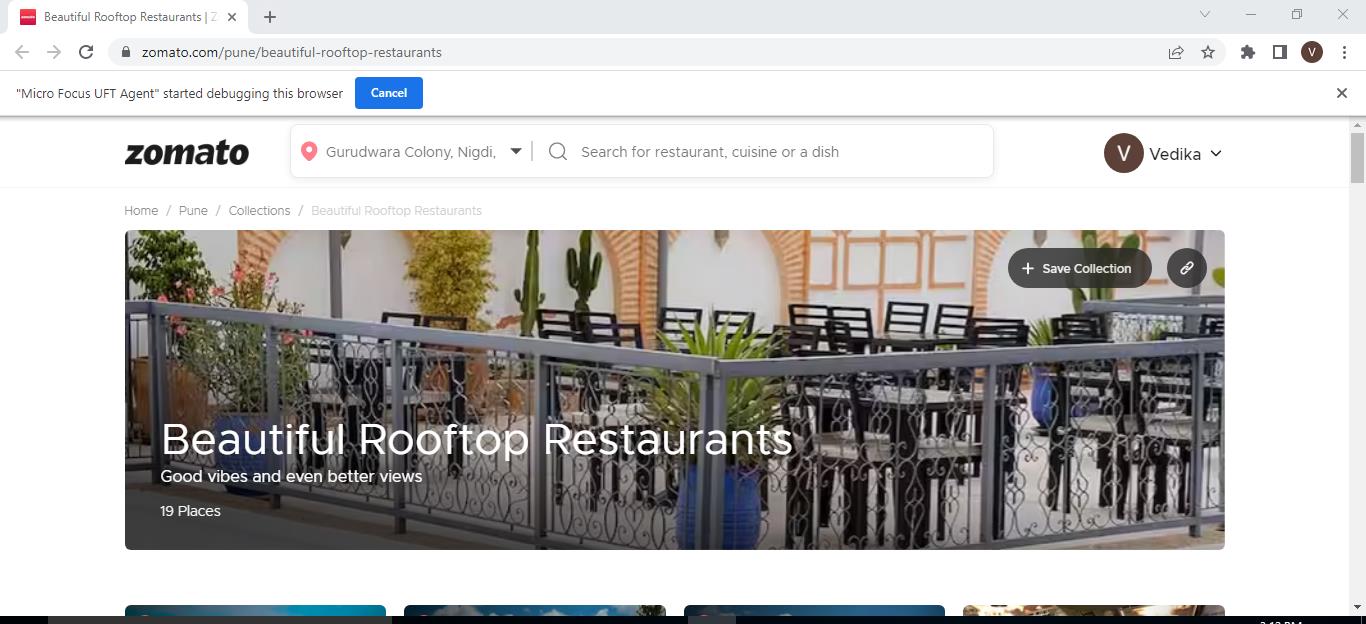 Beautiful Rooftop Restaurants | Z
zomato.com/pune/beautiful-rooftop-restaurants
V
"Micro Focus UFT Agent" started debugging this browser
Cancel
zomato
Gurudwara Colony, Nigdi,
Search for restaurant, cuisine or a dish
V
Vedika
Home / Pune / Collections / Beautiful Rooftop Restaurants
+ Save Collection
Beautiful Rooftop Restaurants
Good vibes and even better views
19 Places